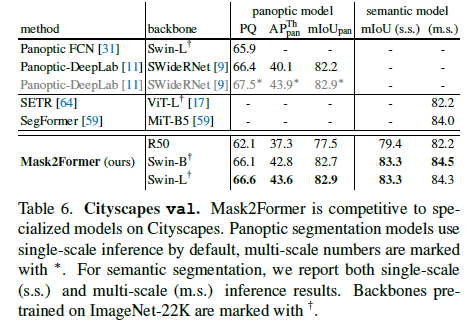 panoptic model semantic model
method backbone PQ AP^Th_pan mIoU_pan mIoU (s.s.) (m.s.)
Panoptic FCN [31] Swin-L† 65.9 - - - -
Panoptic-DeepLab [11] SWideRNet [9] 66.4 40.1 82.2 - -
Panoptic-DeepLab [11] SWideRNet [9] 67.5* 43.9* 82.9* - -
SETR [64] ViT-L† [17] - - - - 82.2
SegFormer [59] MiT-B5 [59] - - - - 84.0
R50 62.1 37.3 77.5 79.4 82.2
Mask2Former (ours) Swin-B† 66.1 42.8 82.7 83.3 84.5
Swin-L† 66.6 43.6 82.9 83.3 84.3
Table 6. Cityscapes val. Mask2Former is competitive to spe-
cialized models on Cityscapes. Panoptic segmentation models use
single-scale inference by default, multi-scale numbers are marked
with *. For semantic segmentation, we report both single-scale
(s.s.) and multi-scale (m.s.) inference results. Backbones pre-
trained on ImageNet-22K are marked with †.